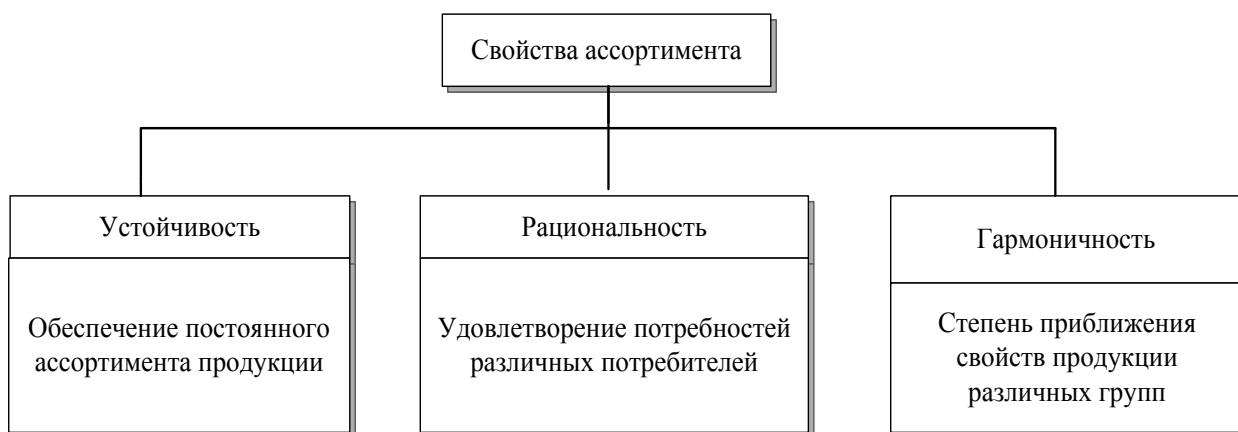 Свойства ассортимента
Устойчивость
Обеспечение постоянного
ассортимента продукции
Рациональность
Удовлетворение потребностей
различных потребителей
Гармоничность
Степень приближения
свойств продукции
различных групп